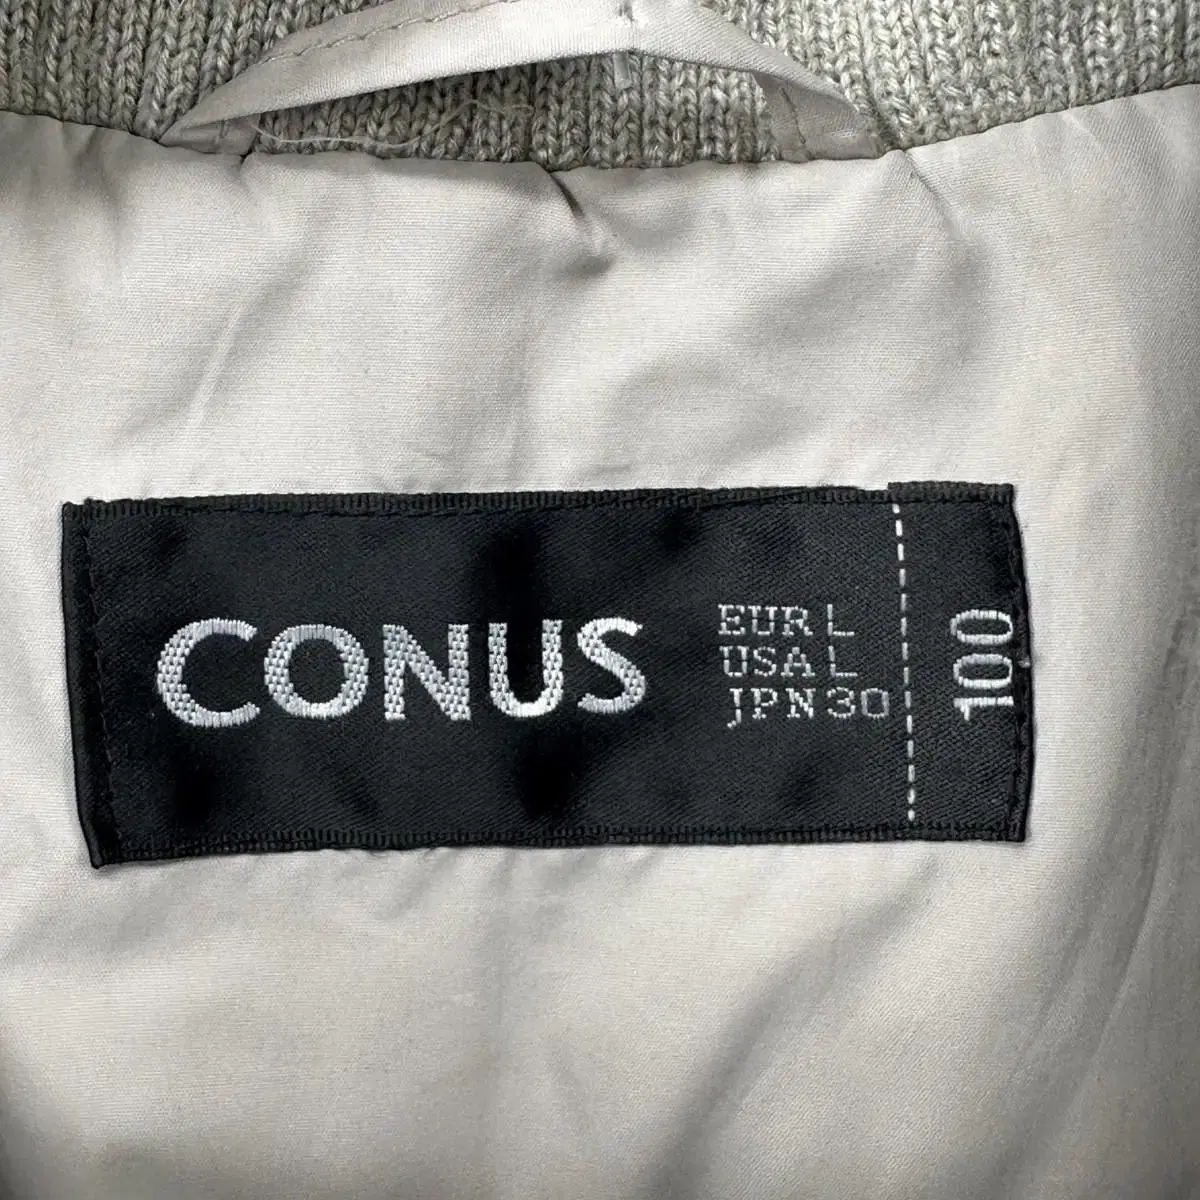 CONUS
EUR L
USA L
JPN 30
100